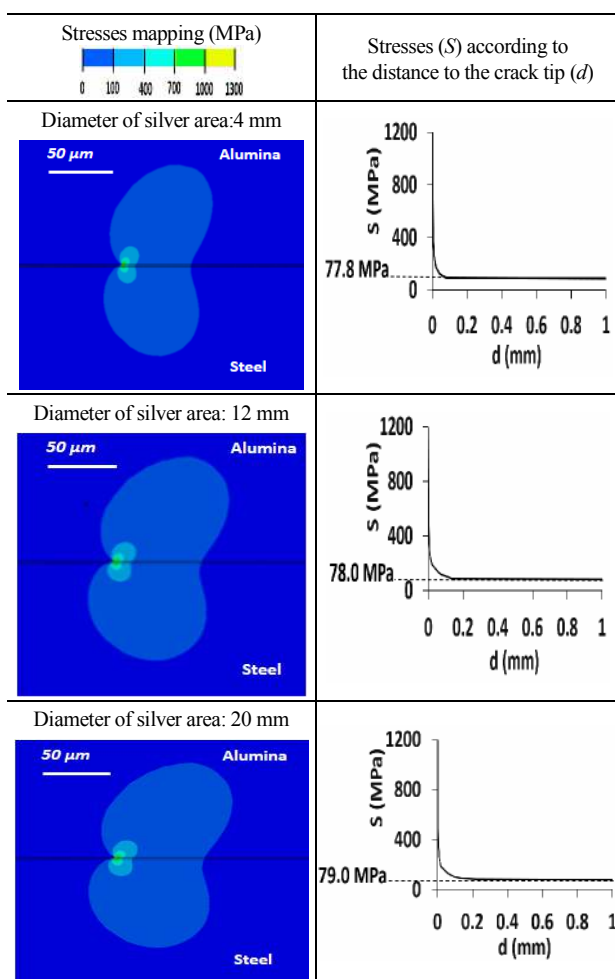 Stresses mapping (MPa)
0 100 400 700 1000 1300
Stresses (S) according to
the distance to the crack tip (d)
Diameter of silver area:4 mm
50 µm
Alumina
Steel
S (MPa)
1200
800
400
77.8 MPa
0
0 0.2 0.4 0.6 0.8 1
d (mm)
Diameter of silver area: 12 mm
50 µm
Alumina
Steel
S (MPa)
1200
800
400
78.0 MPa
0
0 0.2 0.4 0.6 0.8 1
d (mm)
Diameter of silver area: 20 mm
50 µm
Alumina
Steel
S (MPa)
1200
800
400
79.0 MPa
0
0 0.2 0.4 0.6 0.8 1
d (mm)